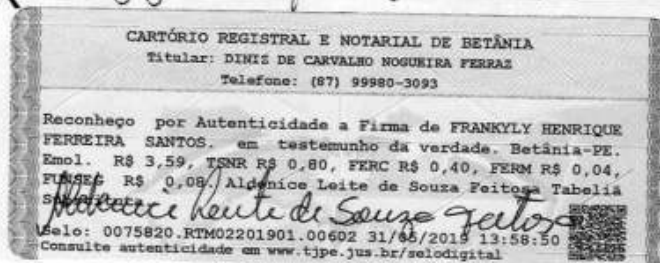 CARTÓRIO REGISTRAL E NOTARIAL DE BETÂNIA
Titular: DINIZ DE CARVALHO NOGUEIRA FERRAZ
Telefone: (87) 99980-3093
Reconheço por Autenticidade a Firma de FRANKYLY HENRIQUE
FERREIRA SANTOS. em testemunho da verdade. Betânia-PE.
Emol. R$ 3,59, TSNR R$ 0,80, FERC R$ 0,40, FERM R$ 0,04,
FUNSEG R$ 0,08. Aldenice Leite de Souza Feitosa Tabeliã
Aldenice Leite de Souza Feitosa
Selo: 0075820.RTM02201901.00602 31/05/2019 13:58:50
Consulte autenticidade em www.tjpe.jus.br/selodigital